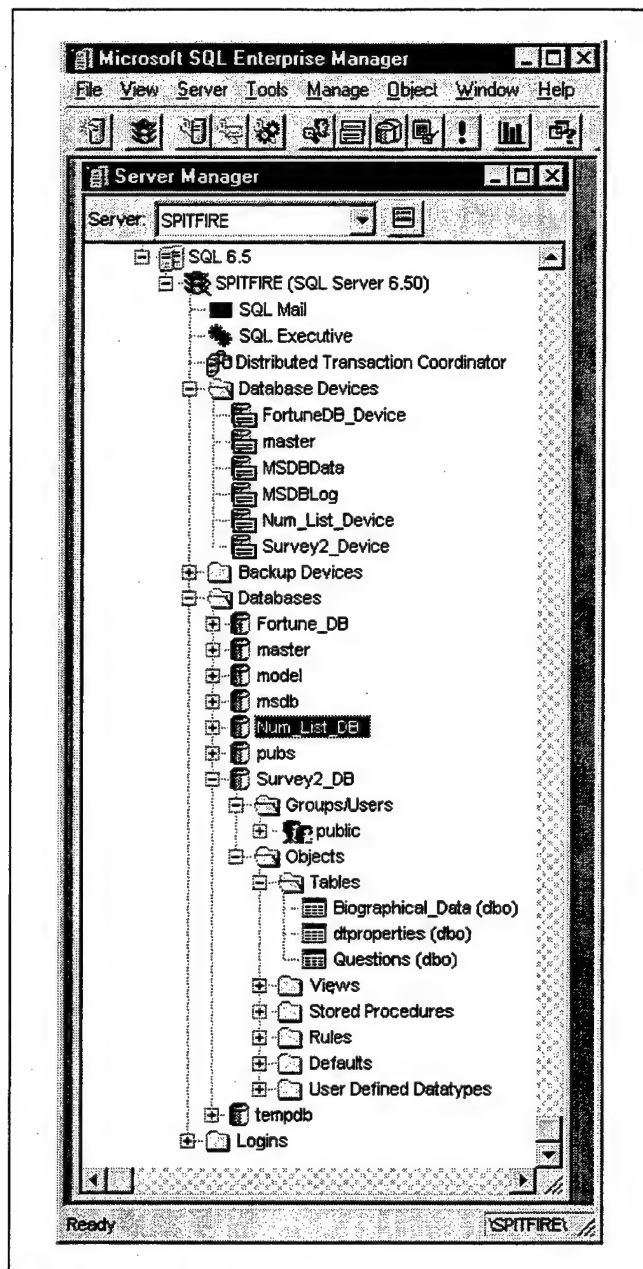 Microsoft SQL Enterprise Manager
File View Server Tools Manage Object Window Help
Server Manager
Server: SPITFIRE
SQL 6.5
SPITFIRE (SQL Server 6.50)
SQL Mail
SQL Executive
Distributed Transaction Coordinator
Database Devices
FortuneDB_Device
master
MSDBData
MSDBLog
Num_List_Device
Survey2_Device
Backup Devices
Databases
Fortune_DB
master
model
msdb
Num_List_DB
pubs
Survey2_DB
Groups/Users
public
Objects
Tables
Biographical_Data (dbo)
dtproperties (dbo)
Questions (dbo)
Views
Stored Procedures
Rules
Defaults
User Defined Datatypes
tempdb
Logins
Ready \SPITFIRE\